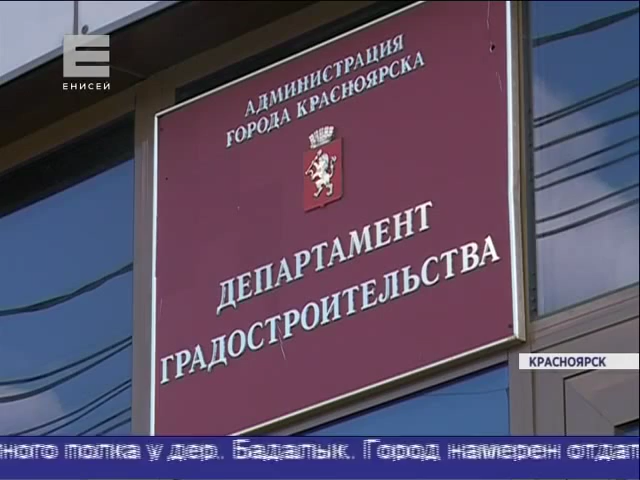 ЕНИСЕЙ
АДМИНИСТРАЦИЯ
ГОРОДА КРАСНОЯРСКА
ДЕПАРТАМЕНТ
ГРАДОСТРОИТЕЛЬСТВА
КРАСНОЯРСК
полка у дер. Бадалык. Город намерен